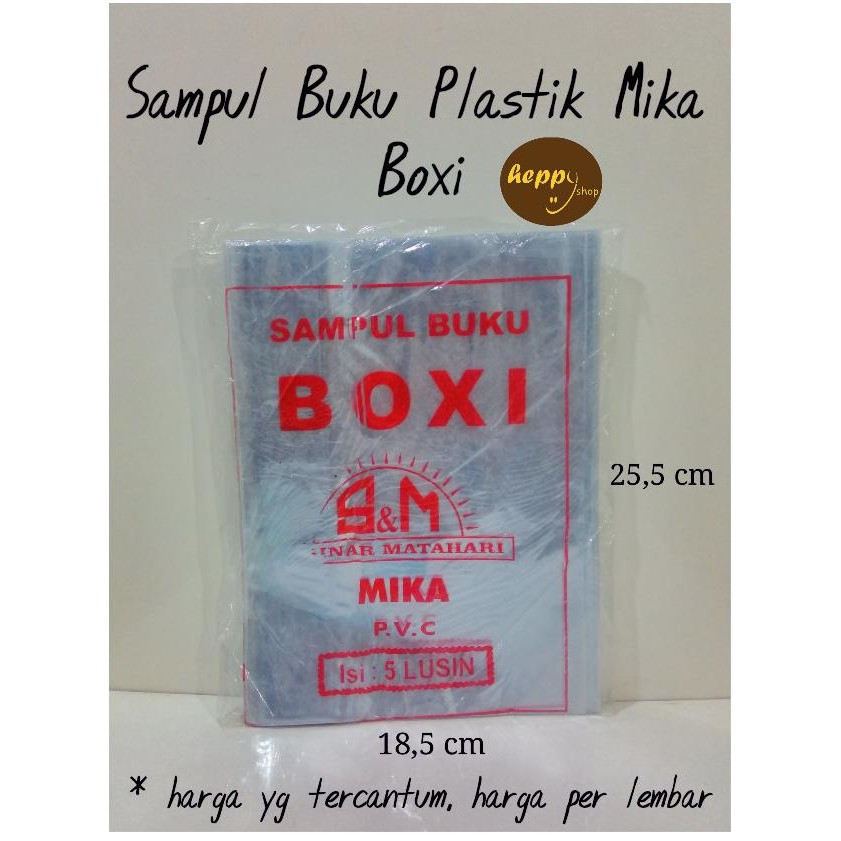 Sampul Buku Plastik Mika
Boxi
heppy
shop
SAMPUL BUKU
BOXI
S&M
SINAR MATAHARI
MIKA
P.V.C
Isi : 5 LUSIN
25,5 cm
18,5 cm
* harga yg tercantum, harga per lembar